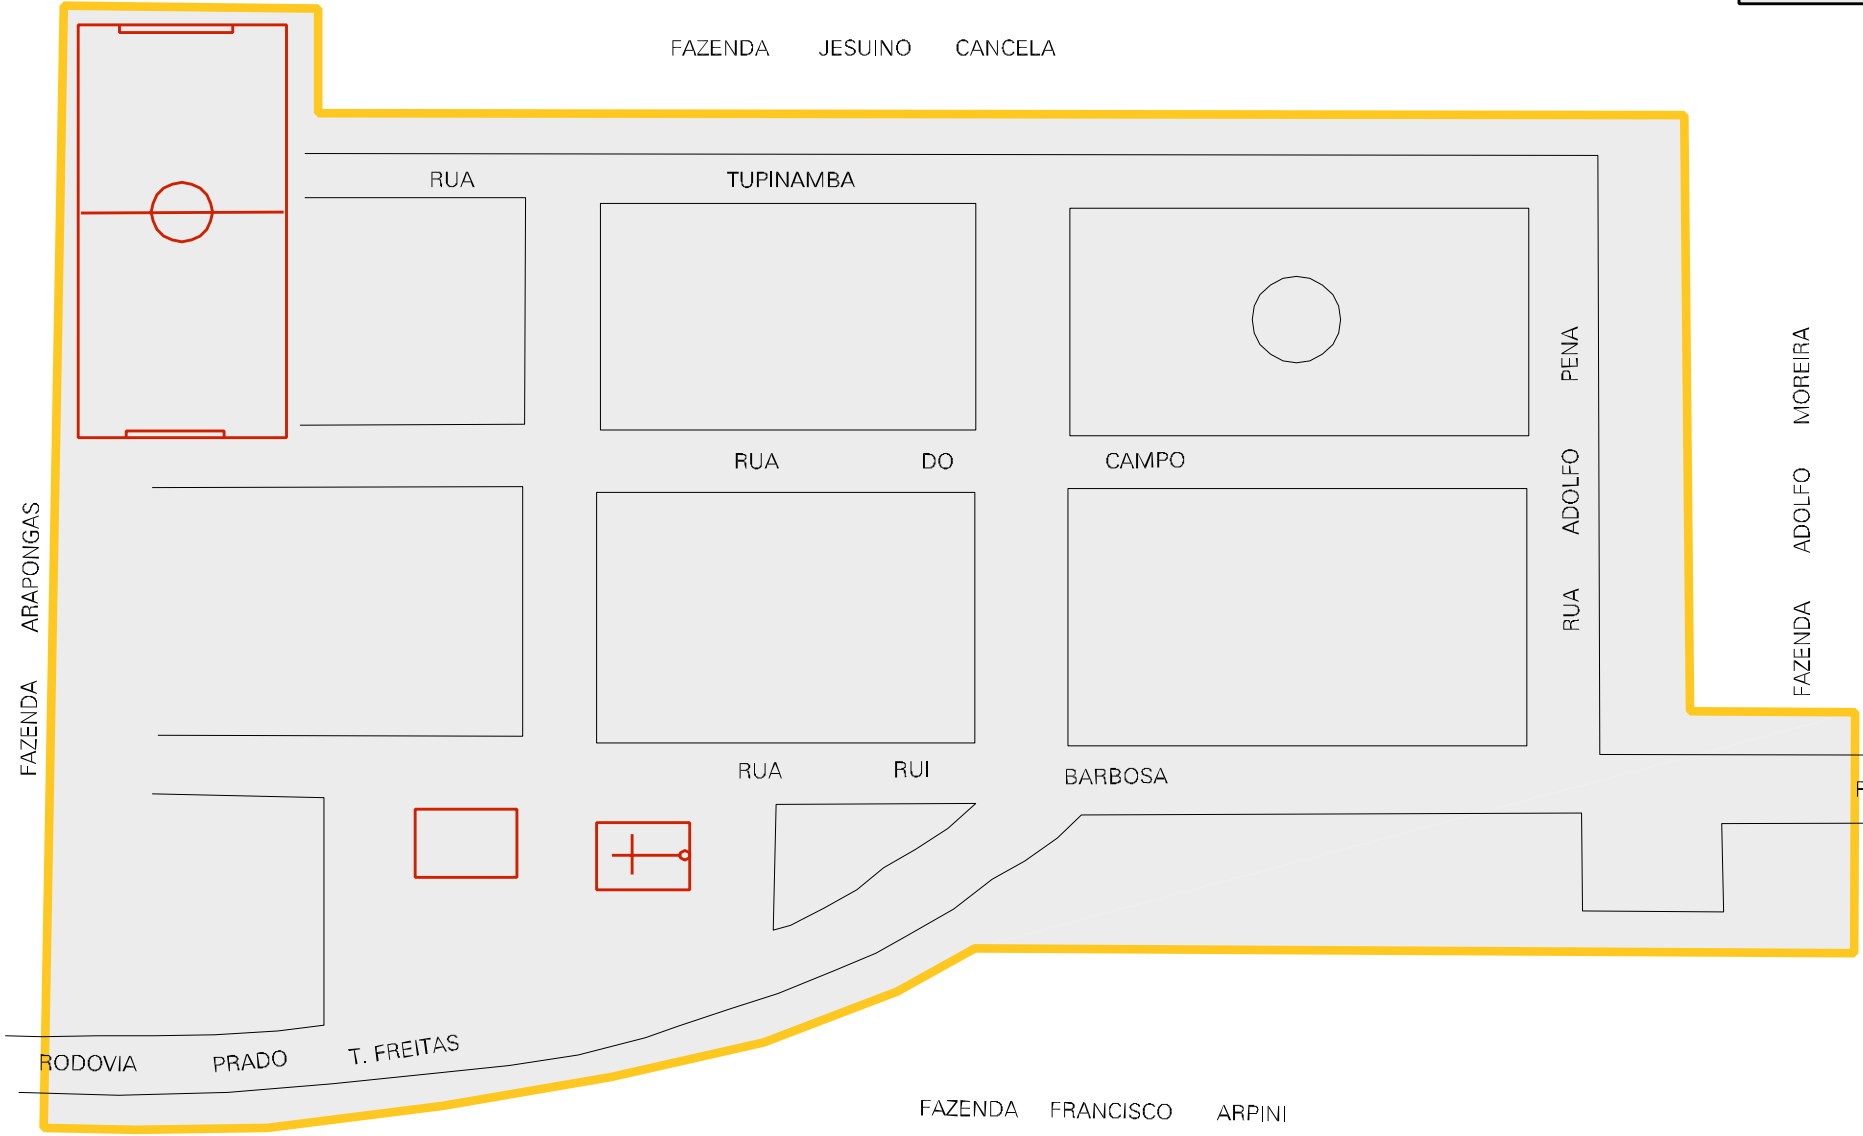 FAZENDA JESUINO CANCELA
RUA TUPINAMBA
RUA DO CAMPO
RUA ADOLFO PENA
FAZENDA ADOLFO MOREIRA
FAZENDA ARAPONGAS
RUA RUI BARBOSA
RODOVIA PRADO T. FREITAS
FAZENDA FRANCISCO ARPINI